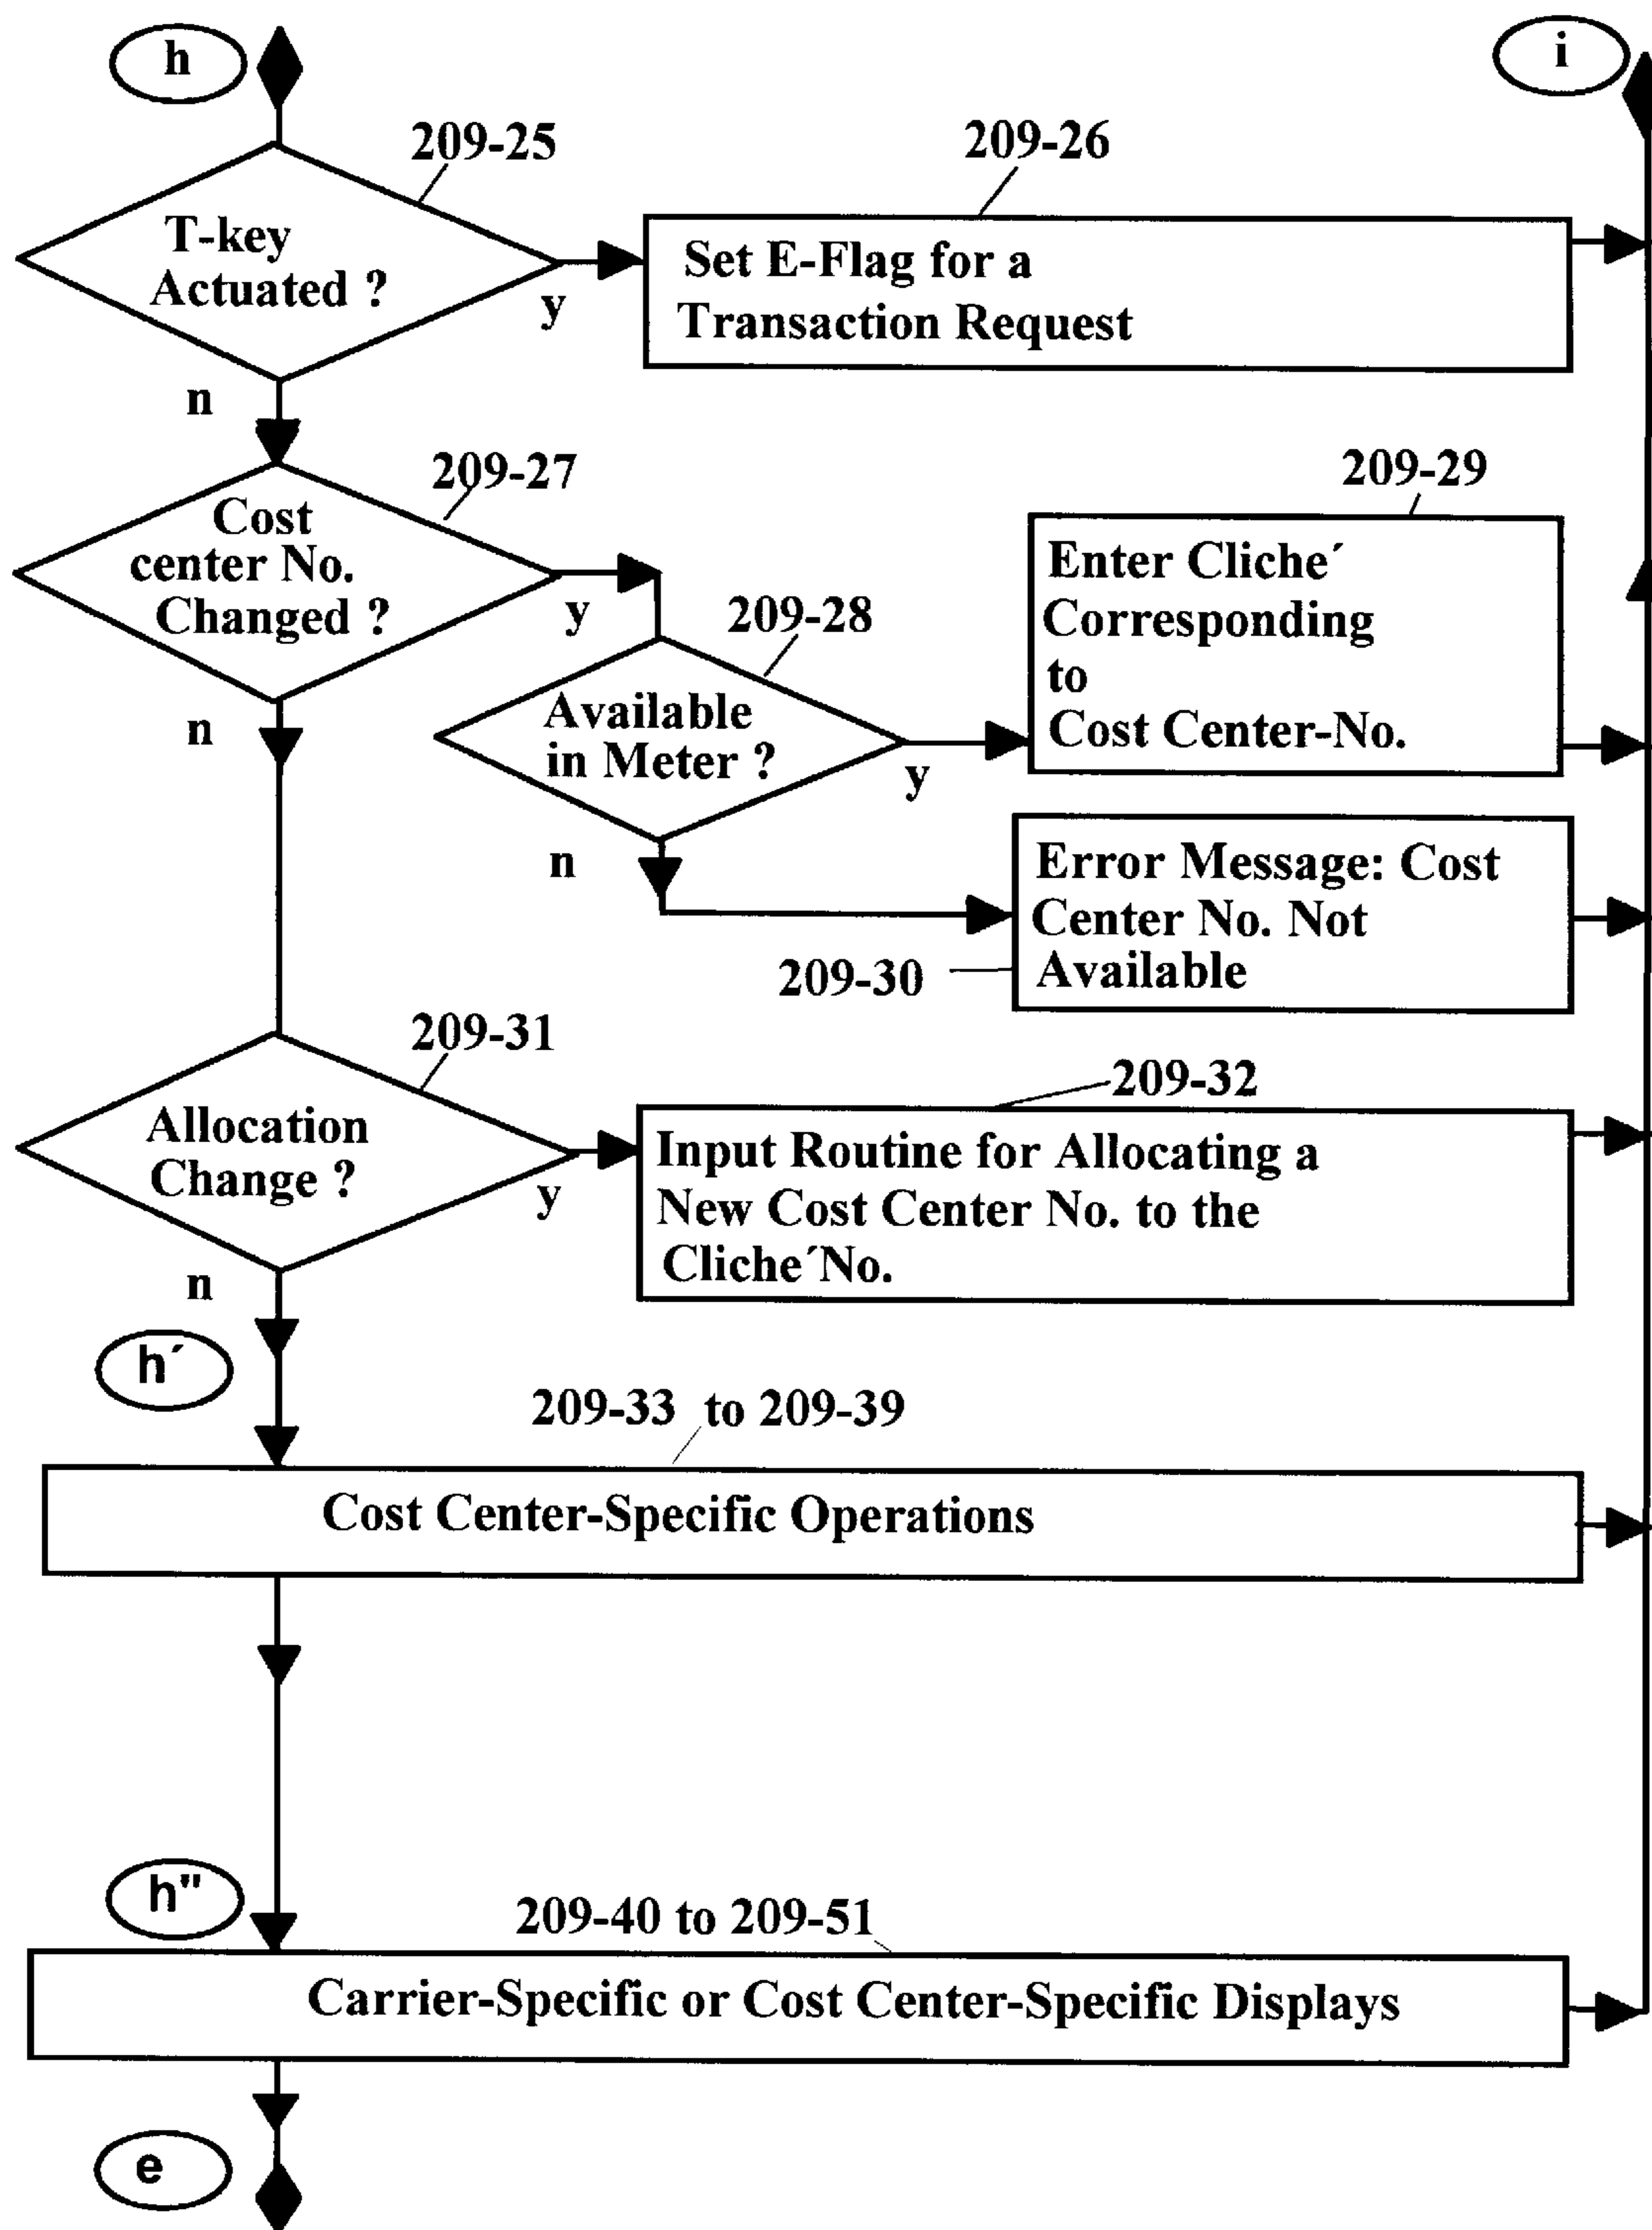 h
i
209-25
209-26
T-key
Actuated ?
y
Set E-Flag for a
Transaction Request
n
209-27
209-29
Cost
center No.
Changed ?
y
Enter Cliche´
Corresponding
to
Cost Center-No.
209-28
n
Available
in Meter ?
y
n
Error Message: Cost
Center No. Not
Available
209-30
209-31
209-32
Allocation
Change ?
y
Input Routine for Allocating a
New Cost Center No. to the
Cliche´No.
n
h´
209-33 to 209-39
Cost Center-Specific Operations
h"
209-40 to 209-51
Carrier-Specific or Cost Center-Specific Displays
e